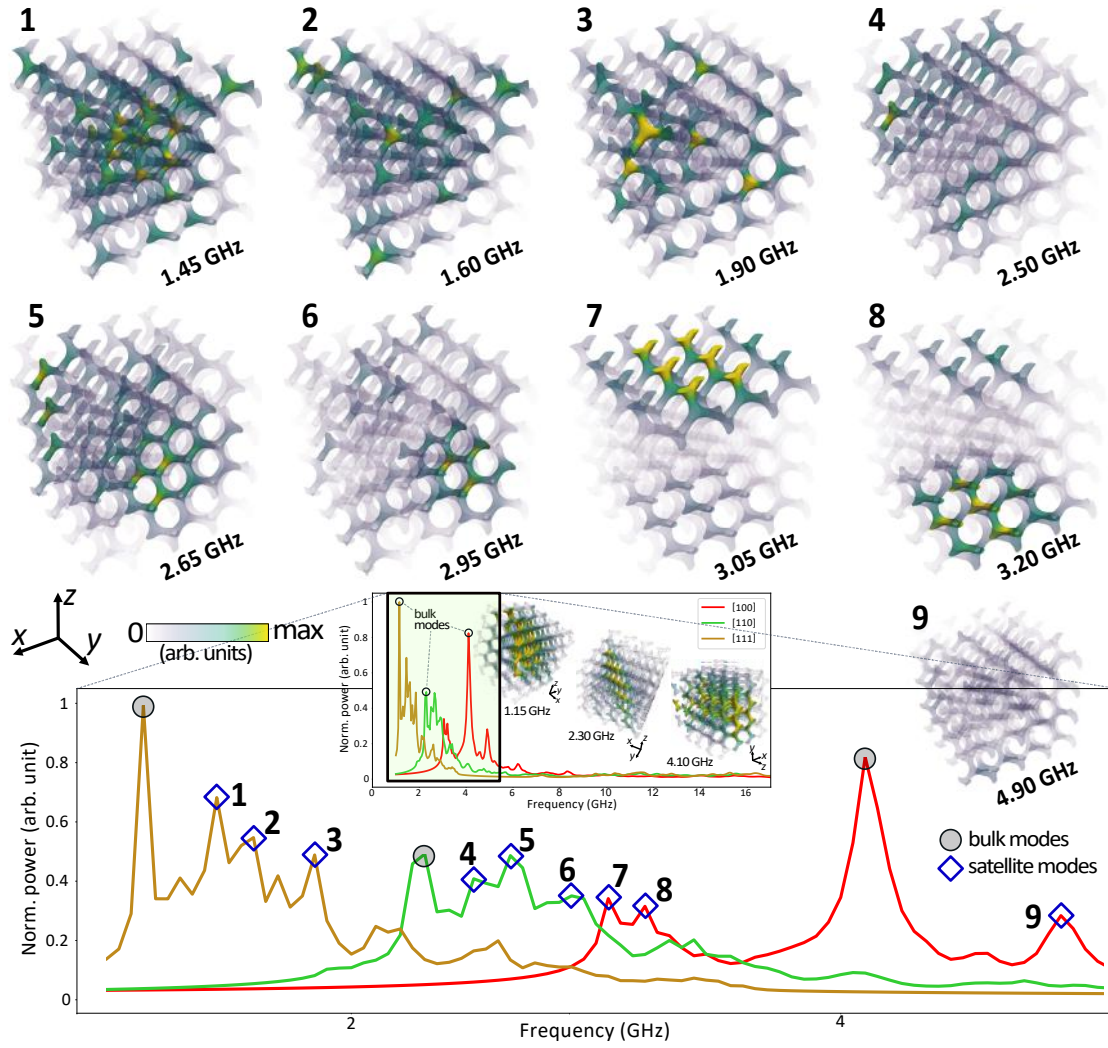 1
2
3
4
1.45 GHz
1.60 GHz
1.90 GHz
2.50 GHz
5
6
7
8
2.65 GHz
2.95 GHz
3.05 GHz
3.20 GHz
z
x
y
0
max
(arb. units)
Norm. power (arb. unit)
1
0.8
0.6
0.4
0.2
0
0
2
4
6
8
10
12
14
16
Frequency (GHz)
bulk
modes
[100]
[110]
[111]
1.15 GHz
z
y
x
2.30 GHz
x
z
y
4.10 GHz
y
x
z
9
4.90 GHz
Norm. power (arb. unit)
1
0.8
0.6
0.4
0.2
0
1
2
3
4
5
6
7
8
9
bulk modes
satellite modes
2
4
Frequency (GHz)